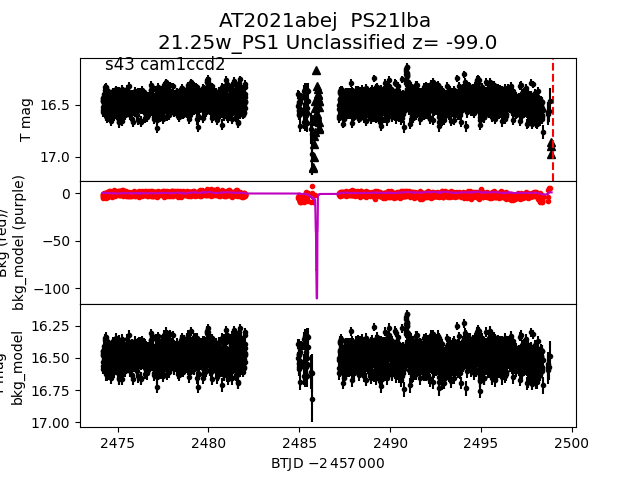 AT2021abej PS21lba
21.25w_PS1 Unclassified z= -99.0
s43 cam1ccd2
16.5
17.0
T mag
0
−50
−100
Bkg (red)/
bkg_model (purple)
16.25
16.50
16.75
17.00
mag
bkg_model
2475
2480
2485
2490
2495
2500
BTJD −2 457 000